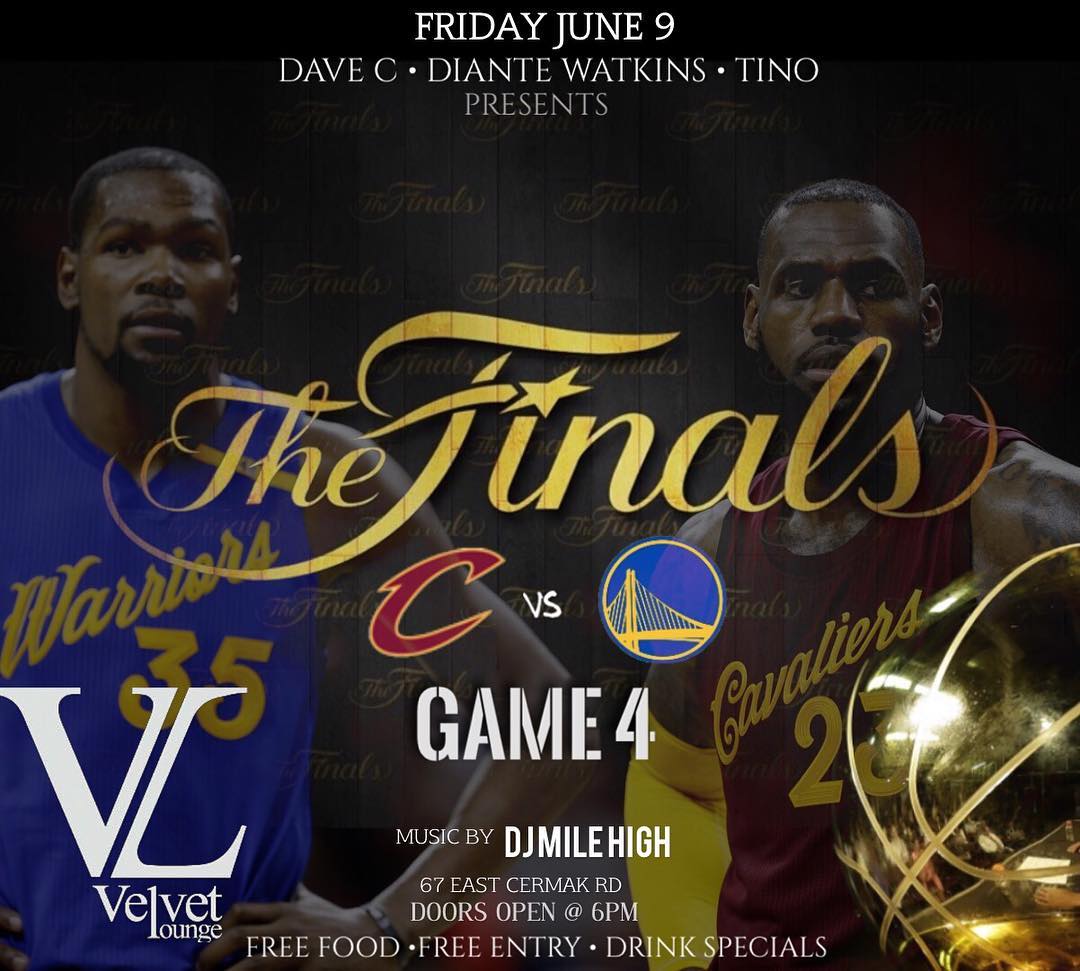 FRIDAY JUNE 9
DAVE C • DIANTE WATKINS • TINO
PRESENTS
The Finals
Warriors
35
Cavaliers
23
VS
GAME 4
MUSIC BY DJ MILE HIGH
67 EAST CERMAK RD
DOORS OPEN @ 6PM
FREE FOOD •FREE ENTRY • DRINK SPECIALS
VL
Velvet
lounge